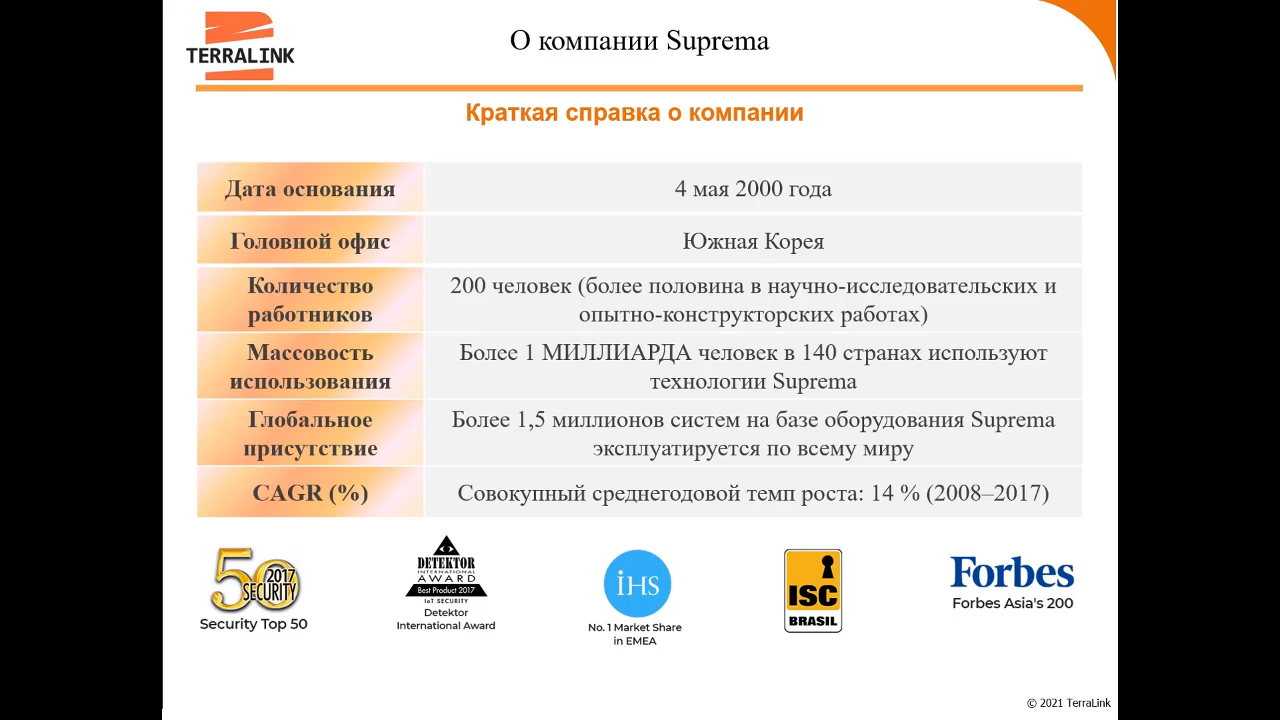 TERRALINK
О компании Suprema
Краткая справка о компании
Дата основания
4 мая 2000 года
Головной офис
Южная Корея
Количество
работников
200 человек (более половина в научно-исследовательских и
опытно-конструкторских работах)
Массовость
использования
Более 1 МИЛЛИАРДА человек в 140 странах используют
технологии Suprema
Глобальное
присутствие
Более 1,5 миллионов систем на базе оборудования Suprema
эксплуатируется по всему миру
CAGR (%)
Совокупный среднегодовой темп роста: 14 % (2008–2017)
50
2017
SECURITY
Security Top 50
DETEKTOR
INTERNATIONAL
AWARD
Best Product 2017
IoT SECURITY
Detektor
International Award
iHS
No. 1 Market Share
in EMEA
ISC
BRASIL
Forbes
Forbes Asia's 200
© 2021 TerraLink